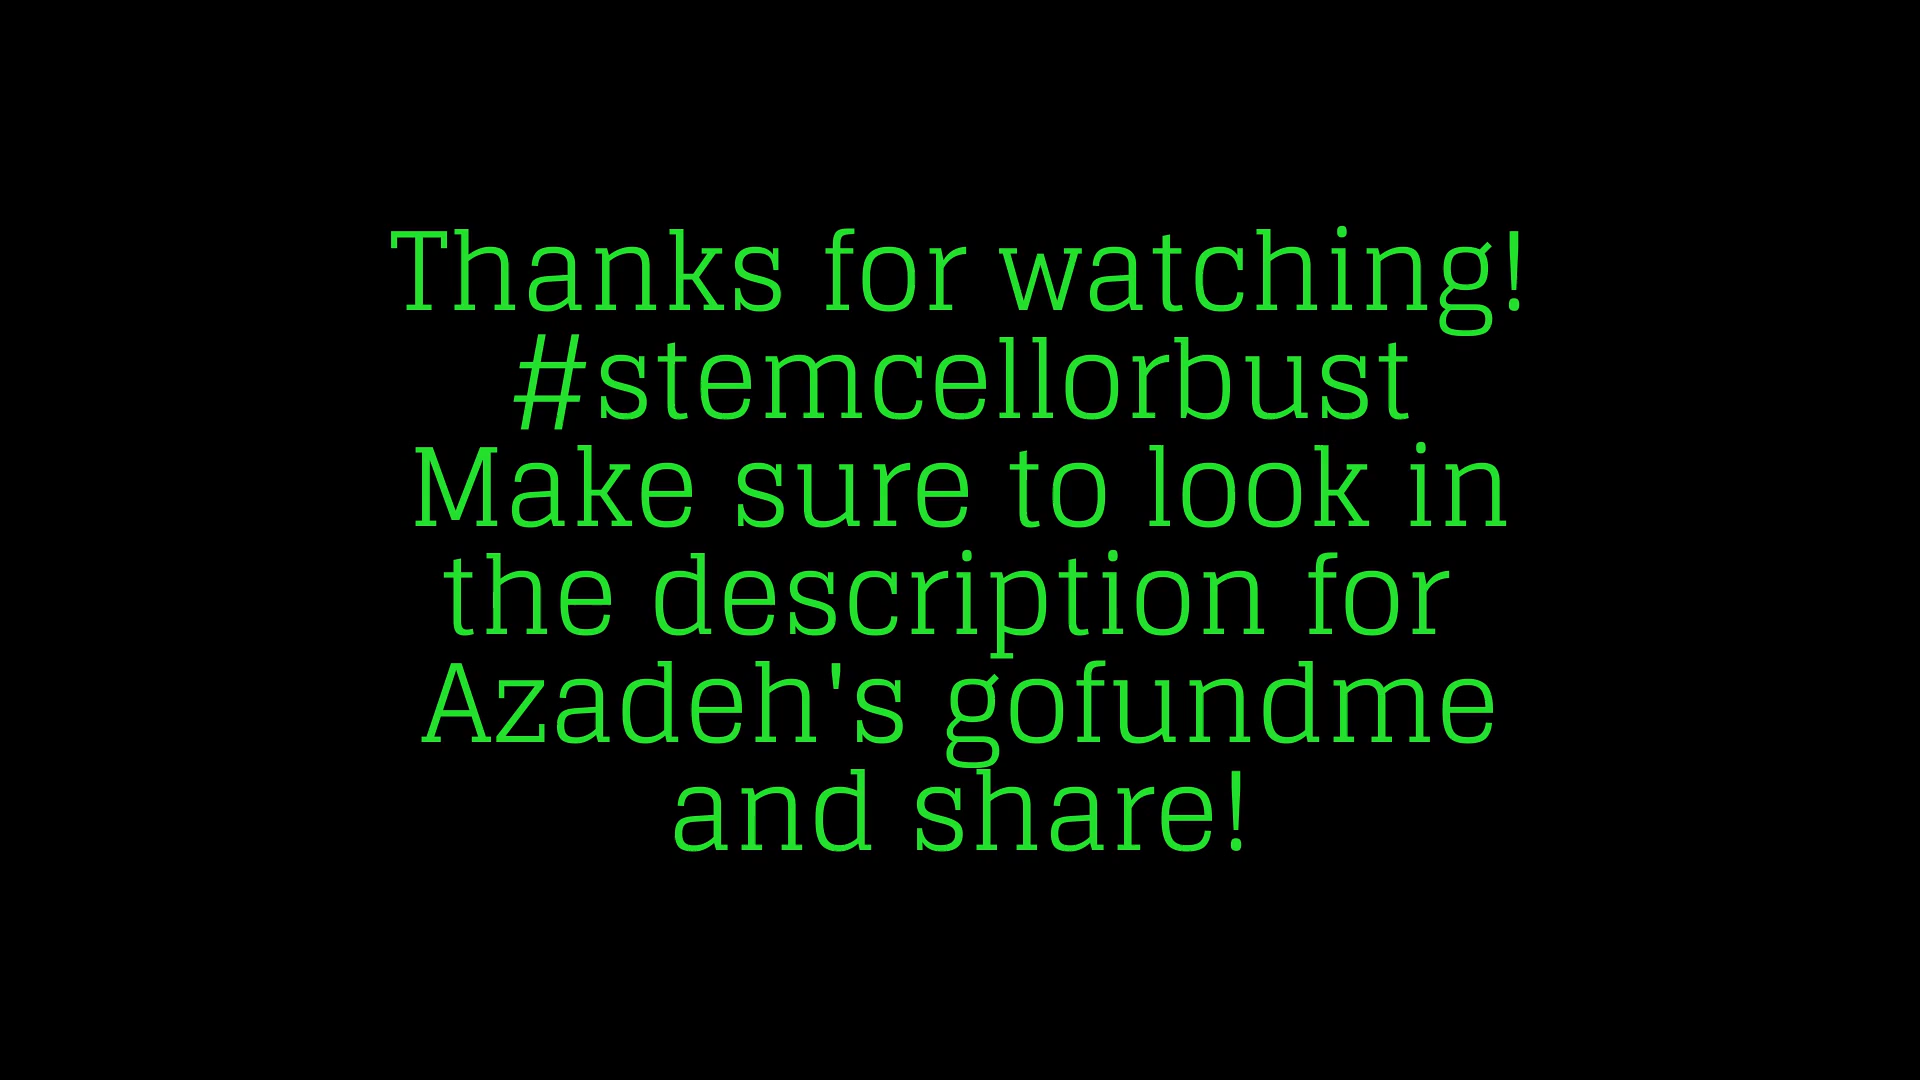 Thanks for watching!
#stemcellorbust
Make sure to look in
the description for
Azadeh's gofundme
and share!